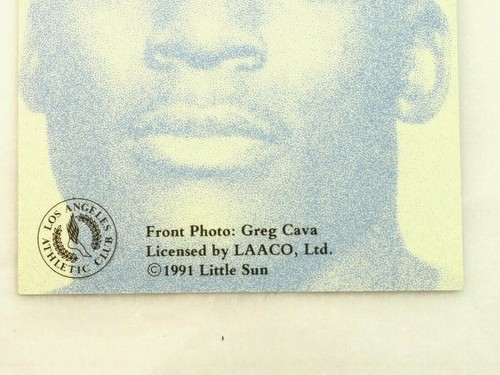 LOS ANGELES
ATHLETIC CLUB
Front Photo: Greg Cava
Licensed by LAACO, Ltd.
©1991 Little Sun